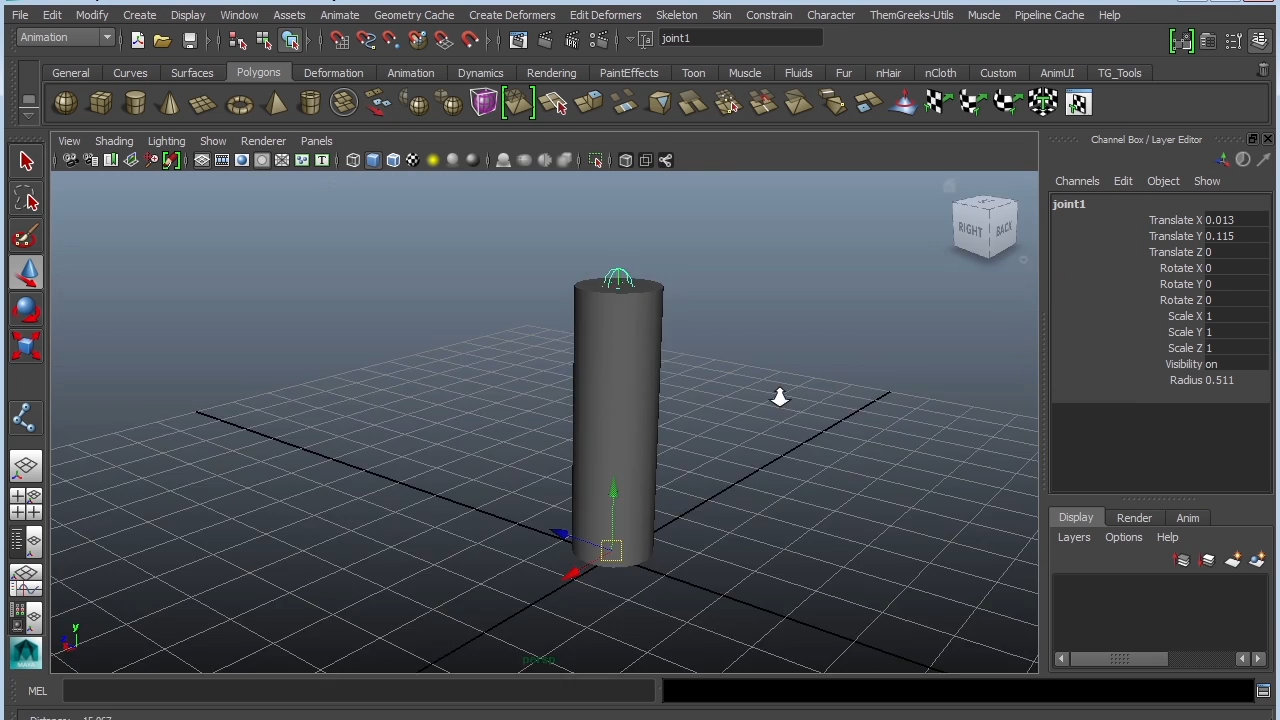 File Edit Modify Create Display Window Assets Animate Geometry Cache Create Deformers Edit Deformers Skeleton Skin Constrain Character ThemGreeks-Utils Muscle Pipeline Cache Help
Animation joint1
General Curves Surfaces Polygons Deformation Animation Dynamics Rendering PaintEffects Toon Muscle Fluids Fur nHair nCloth Custom AnimUI TG_Tools
View Shading Lighting Show Renderer Panels
Channel Box / Layer Editor
Channels Edit Object Show
joint1
Translate X 0.013
Translate Y 0.115
Translate Z 0
Rotate X 0
Rotate Y 0
Rotate Z 0
Scale X 1
Scale Y 1
Scale Z 1
Visibility on
Radius 0.511
RIGHT BACK
Display Render Anim
Layers Options Help
y
persp
MEL